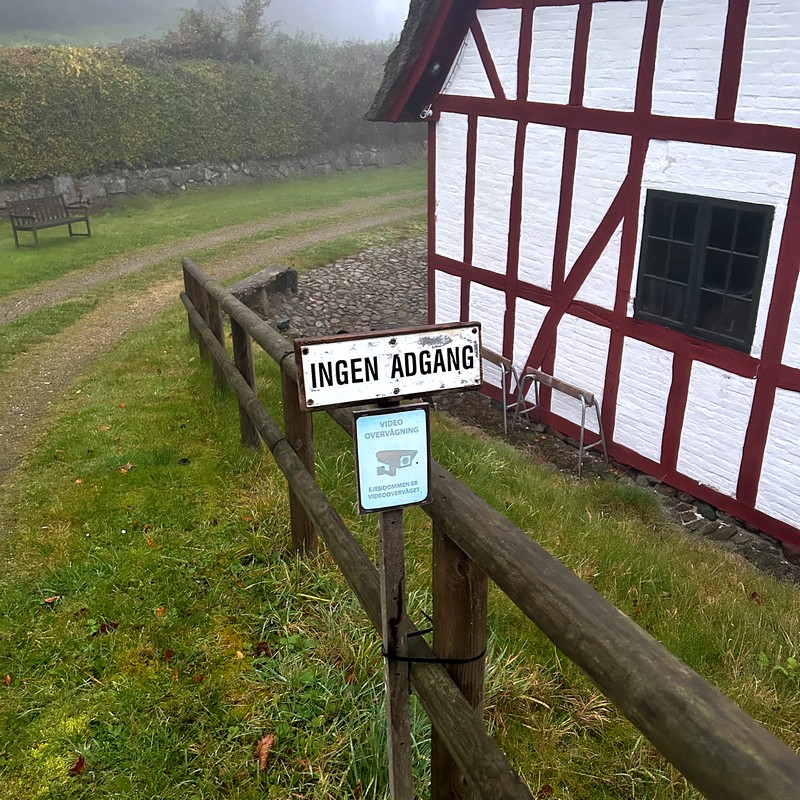 INGEN ADGANG
VIDEO
OVERVÅGNING
EJENDOMMEN ER
VIDEOOVERVÅGET